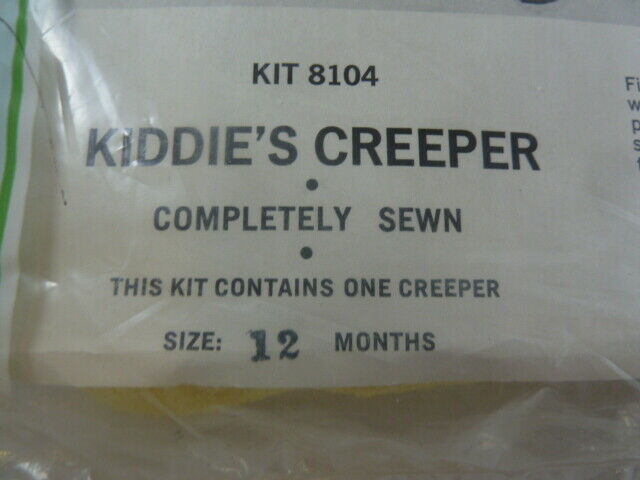 KIT 8104
KIDDIE'S CREEPER
•
COMPLETELY SEWN
•
THIS KIT CONTAINS ONE CREEPER
SIZE: 12 MONTHS